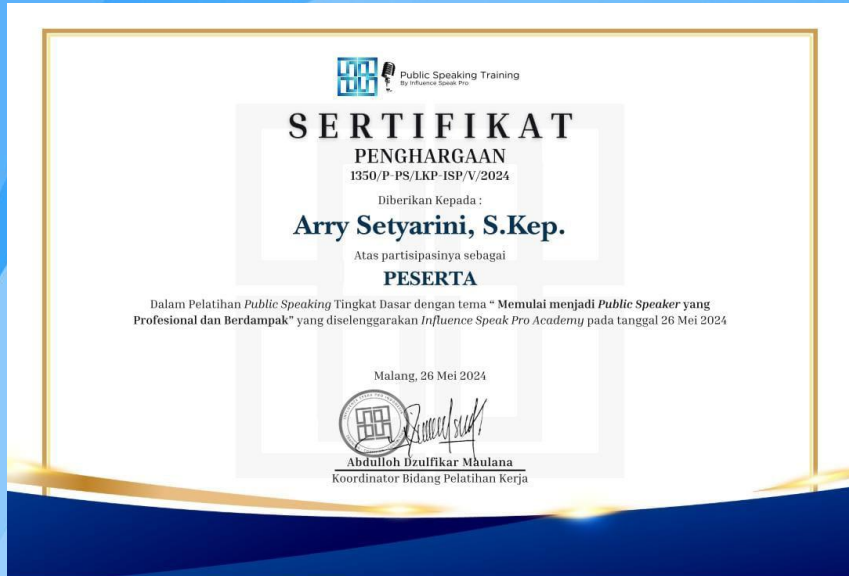 Public Speaking Training
By Influence Speak Pro
SERTIFIKAT
PENGHARGAAN
1350/P-PS/LKP-ISP/V/2024
Diberikan Kepada :
Arry Setyarini, S.Kep.
Atas partisipasinya sebagai
PESERTA
Dalam Pelatihan Public Speaking Tingkat Dasar dengan tema “ Memulai menjadi Public Speaker yang
Profesional dan Berdampak” yang diselenggarakan Influence Speak Pro Academy pada tanggal 26 Mei 2024
Malang, 26 Mei 2024
Abdulloh Dzulfikar Maulana
Koordinator Bidang Pelatihan Kerja